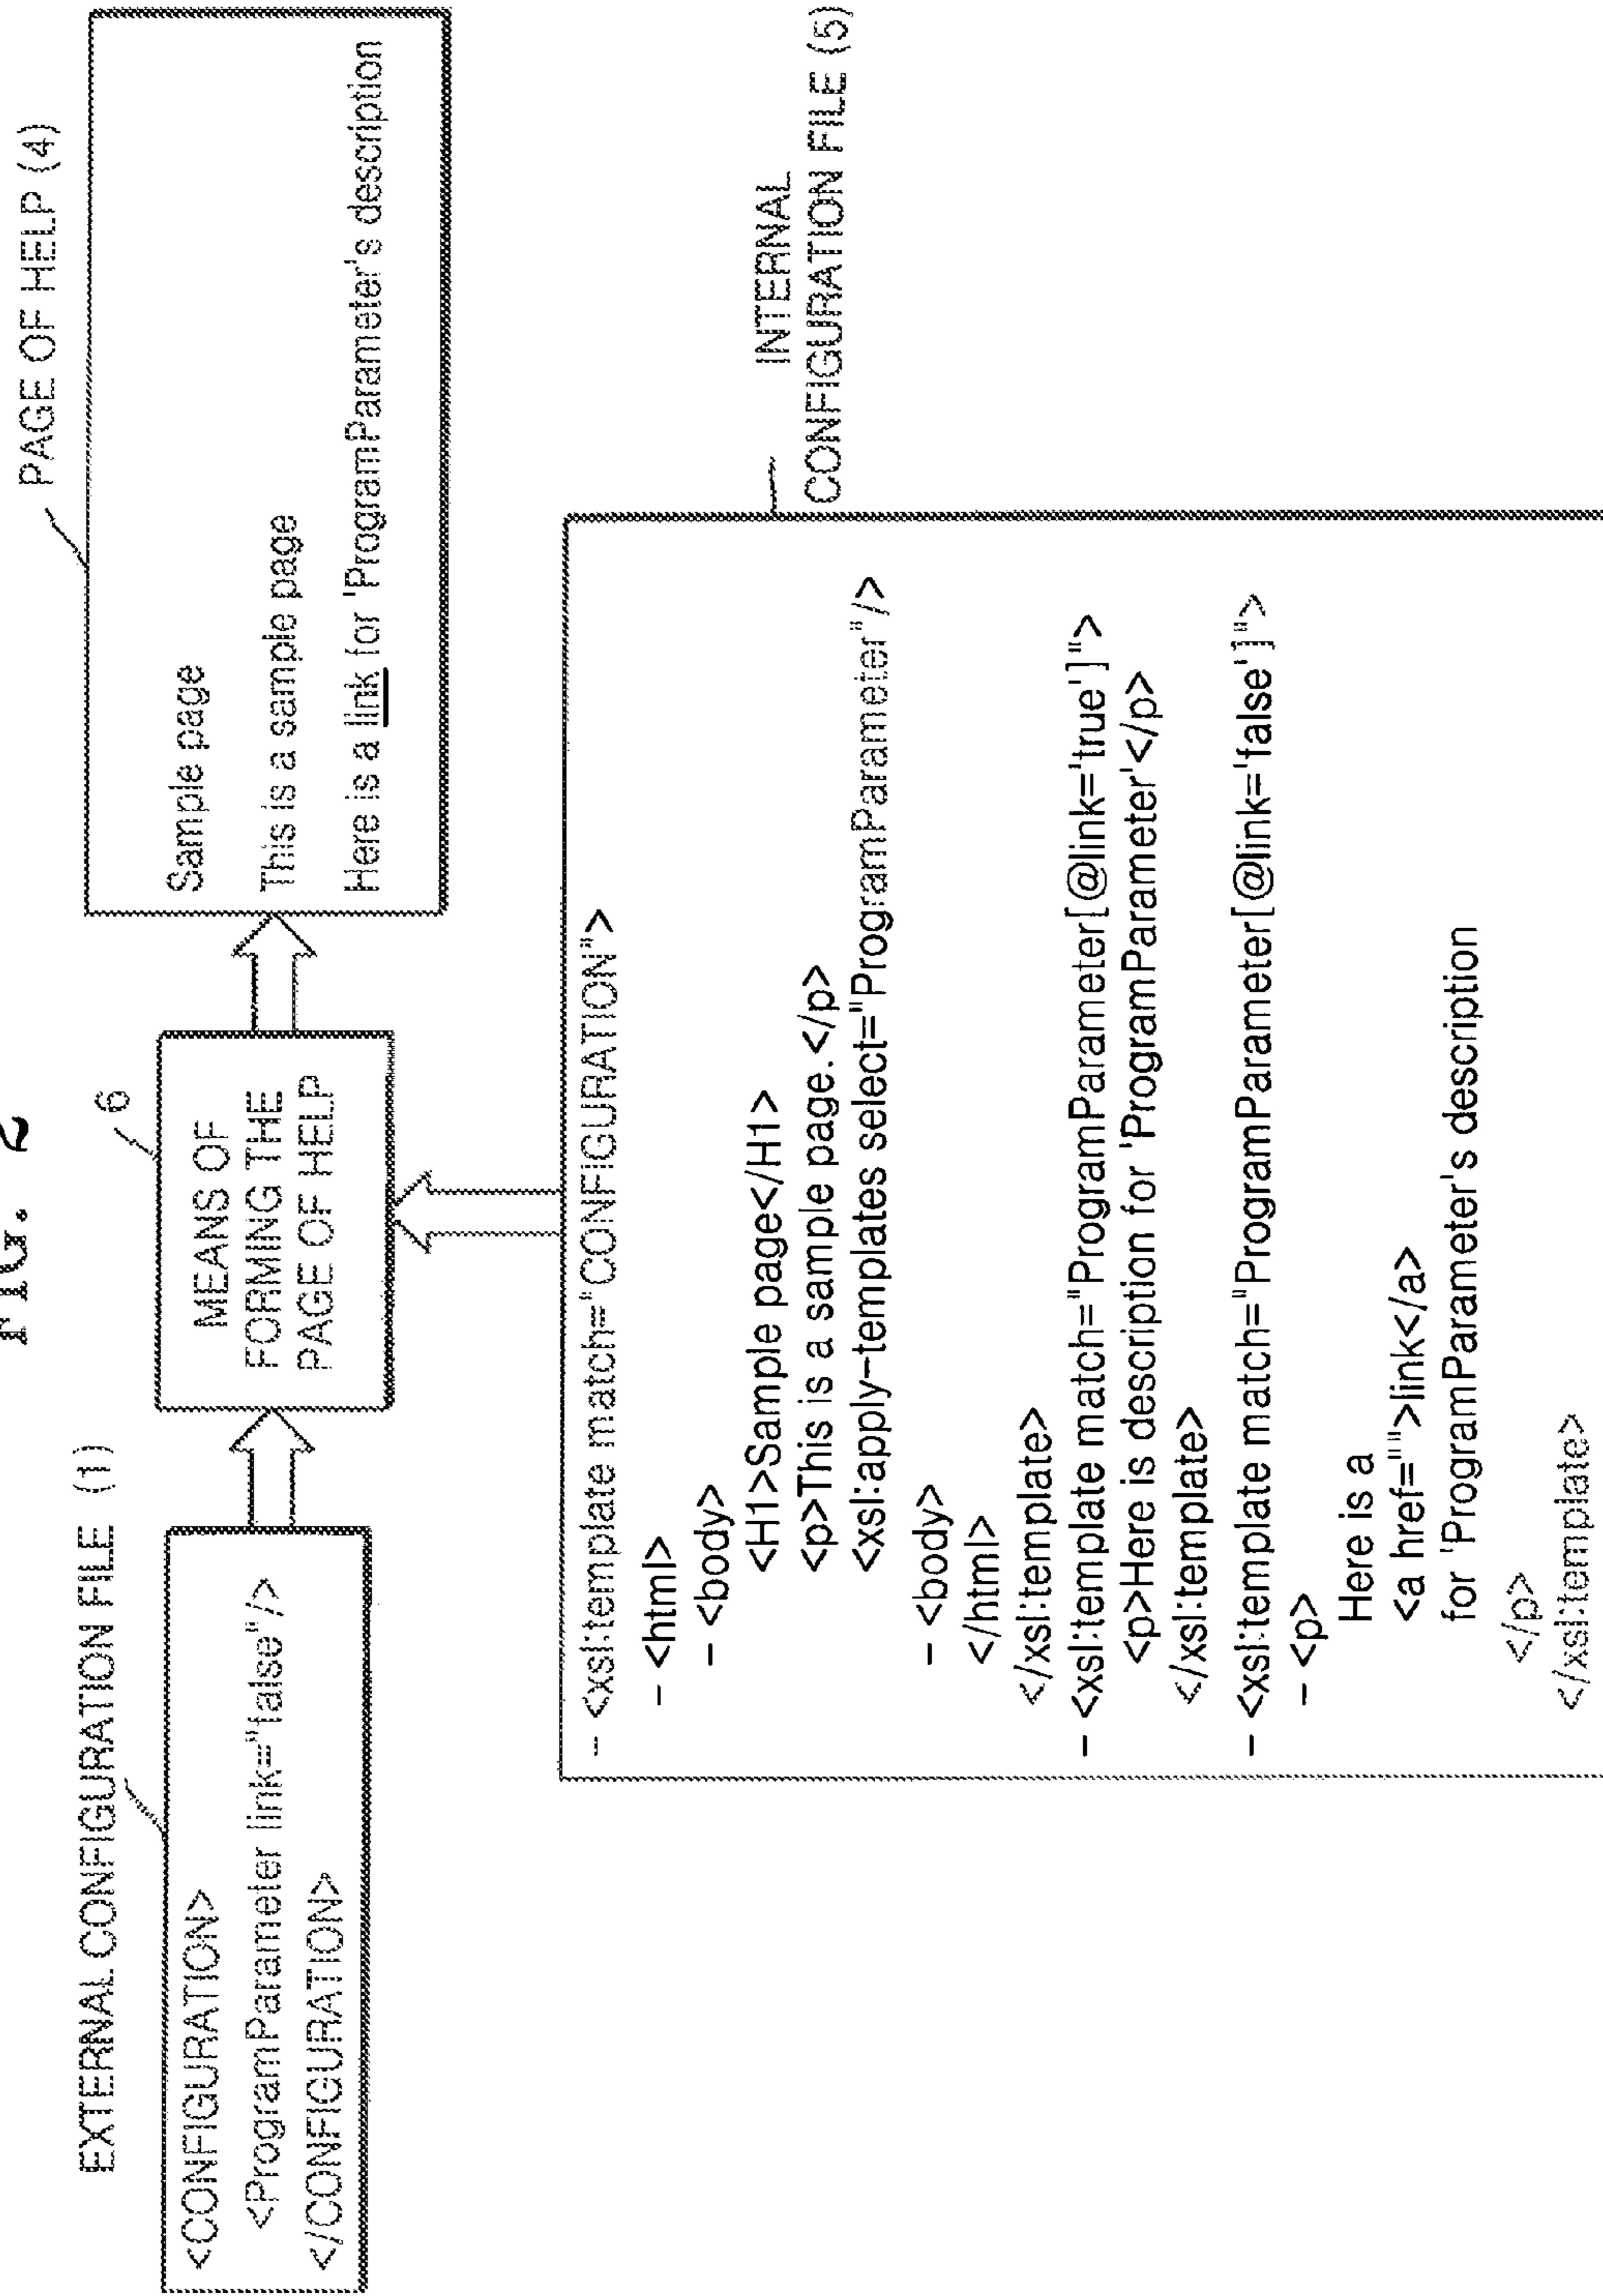 FIG. 2
EXTERNAL CONFIGURATION FILE (1)
<CONFIGURATION>
<ProgramParameter link="false"/>
</CONFIGURATION>
6
MEANS OF
FORMING THE
PAGE OF HELP
PAGE OF HELP (4)
Sample page
This is a sample page
Here is a link for 'ProgramParameter's description
INTERNAL
CONFIGURATION FILE (5)
- <xsl:template match="CONFIGURATION">
- <html>
- <body>
<H1>Sample page</H1>
<p>This is a sample page. </p>
<xsl:apply-templates select="ProgramParameter"/>
- <body>
</html>
</xsl:template>
- <xsl:template match="ProgramParameter[@link='true']">
<p>Here is description for 'ProgramParameter'</p>
</xsl:template>
- <xsl:template match="ProgramParameter[@link='false']">
- <p>
Here is a
<a href="">link</a>
for 'ProgramParameter's description
</p>
</xsl:template>